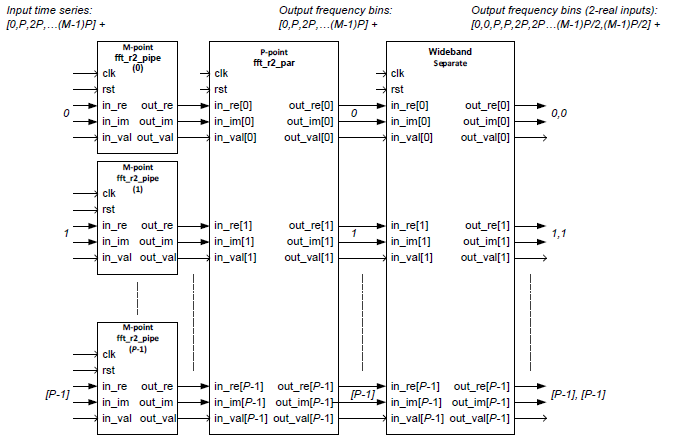 Input time series:
[0,P,2P,…(M-1)P] +
Output frequency bins:
[0,P,2P,…(M-1)P] +
Output frequency bins (2-real inputs):
[0,0,P,P,2P,2P…(M-1)P/2,(M-1)P/2] +
M-point
fft_r2_pipe
(0)
P-point
fft_r2_par
Wideband
Separate
clk
clk
clk
rst
rst
rst
in_re out_re
in_re[0] out_re[0]
in_re[0] out_re[0]
0
in_im out_im
in_im[0] out_im[0]
0
in_im[0] out_im[0]
0,0
in_val out_val
in_val[0] out_val[0]
in_val[0] out_val[0]
M-point
fft_r2_pipe
(1)
clk
rst
in_re out_re
in_re[1] out_re[1]
in_re[1] out_re[1]
1
in_im out_im
in_im[1] out_im[1]
1
in_im[1] out_im[1]
1,1
in_val out_val
in_val[1] out_val[1]
in_val[1] out_val[1]
M-point
fft_r2_pipe
(P-1)
clk
rst
in_re out_re
in_re[P-1] out_re[P-1]
in_re[P-1] out_re[P-1]
[P-1]
in_im out_im
in_im[P-1] out_im[P-1]
[P-1]
in_im[P-1] out_im[P-1]
[P-1], [P-1]
in_val out_val
in_val[P-1] out_val[P-1]
in_val[P-1] out_val[P-1]